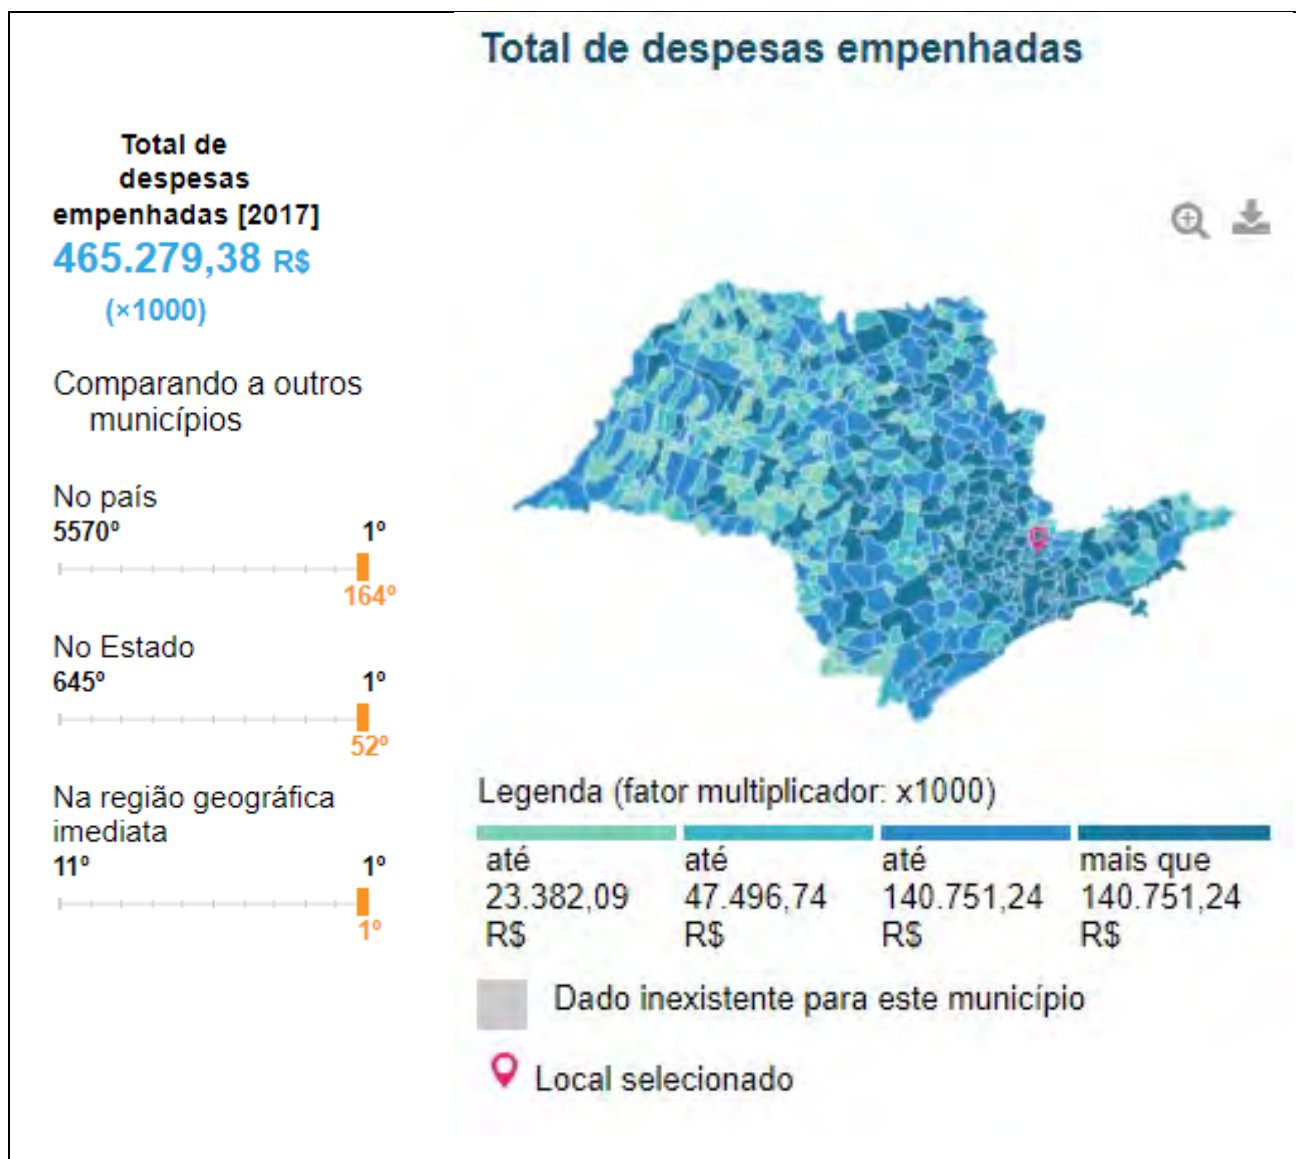 Total de despesas empenhadas
Total de
despesas
empenhadas [2017]
465.279,38 R$
(×1000)
Comparando a outros
municípios
No país
5570º 1º
164º
No Estado
645º 1º
52º
Na região geográfica
imediata
11º 1º
1º
Legenda (fator multiplicador: x1000)
até
23.382,09
R$
até
47.496,74
R$
até
140.751,24
R$
mais que
140.751,24
R$
Dado inexistente para este município
Local selecionado